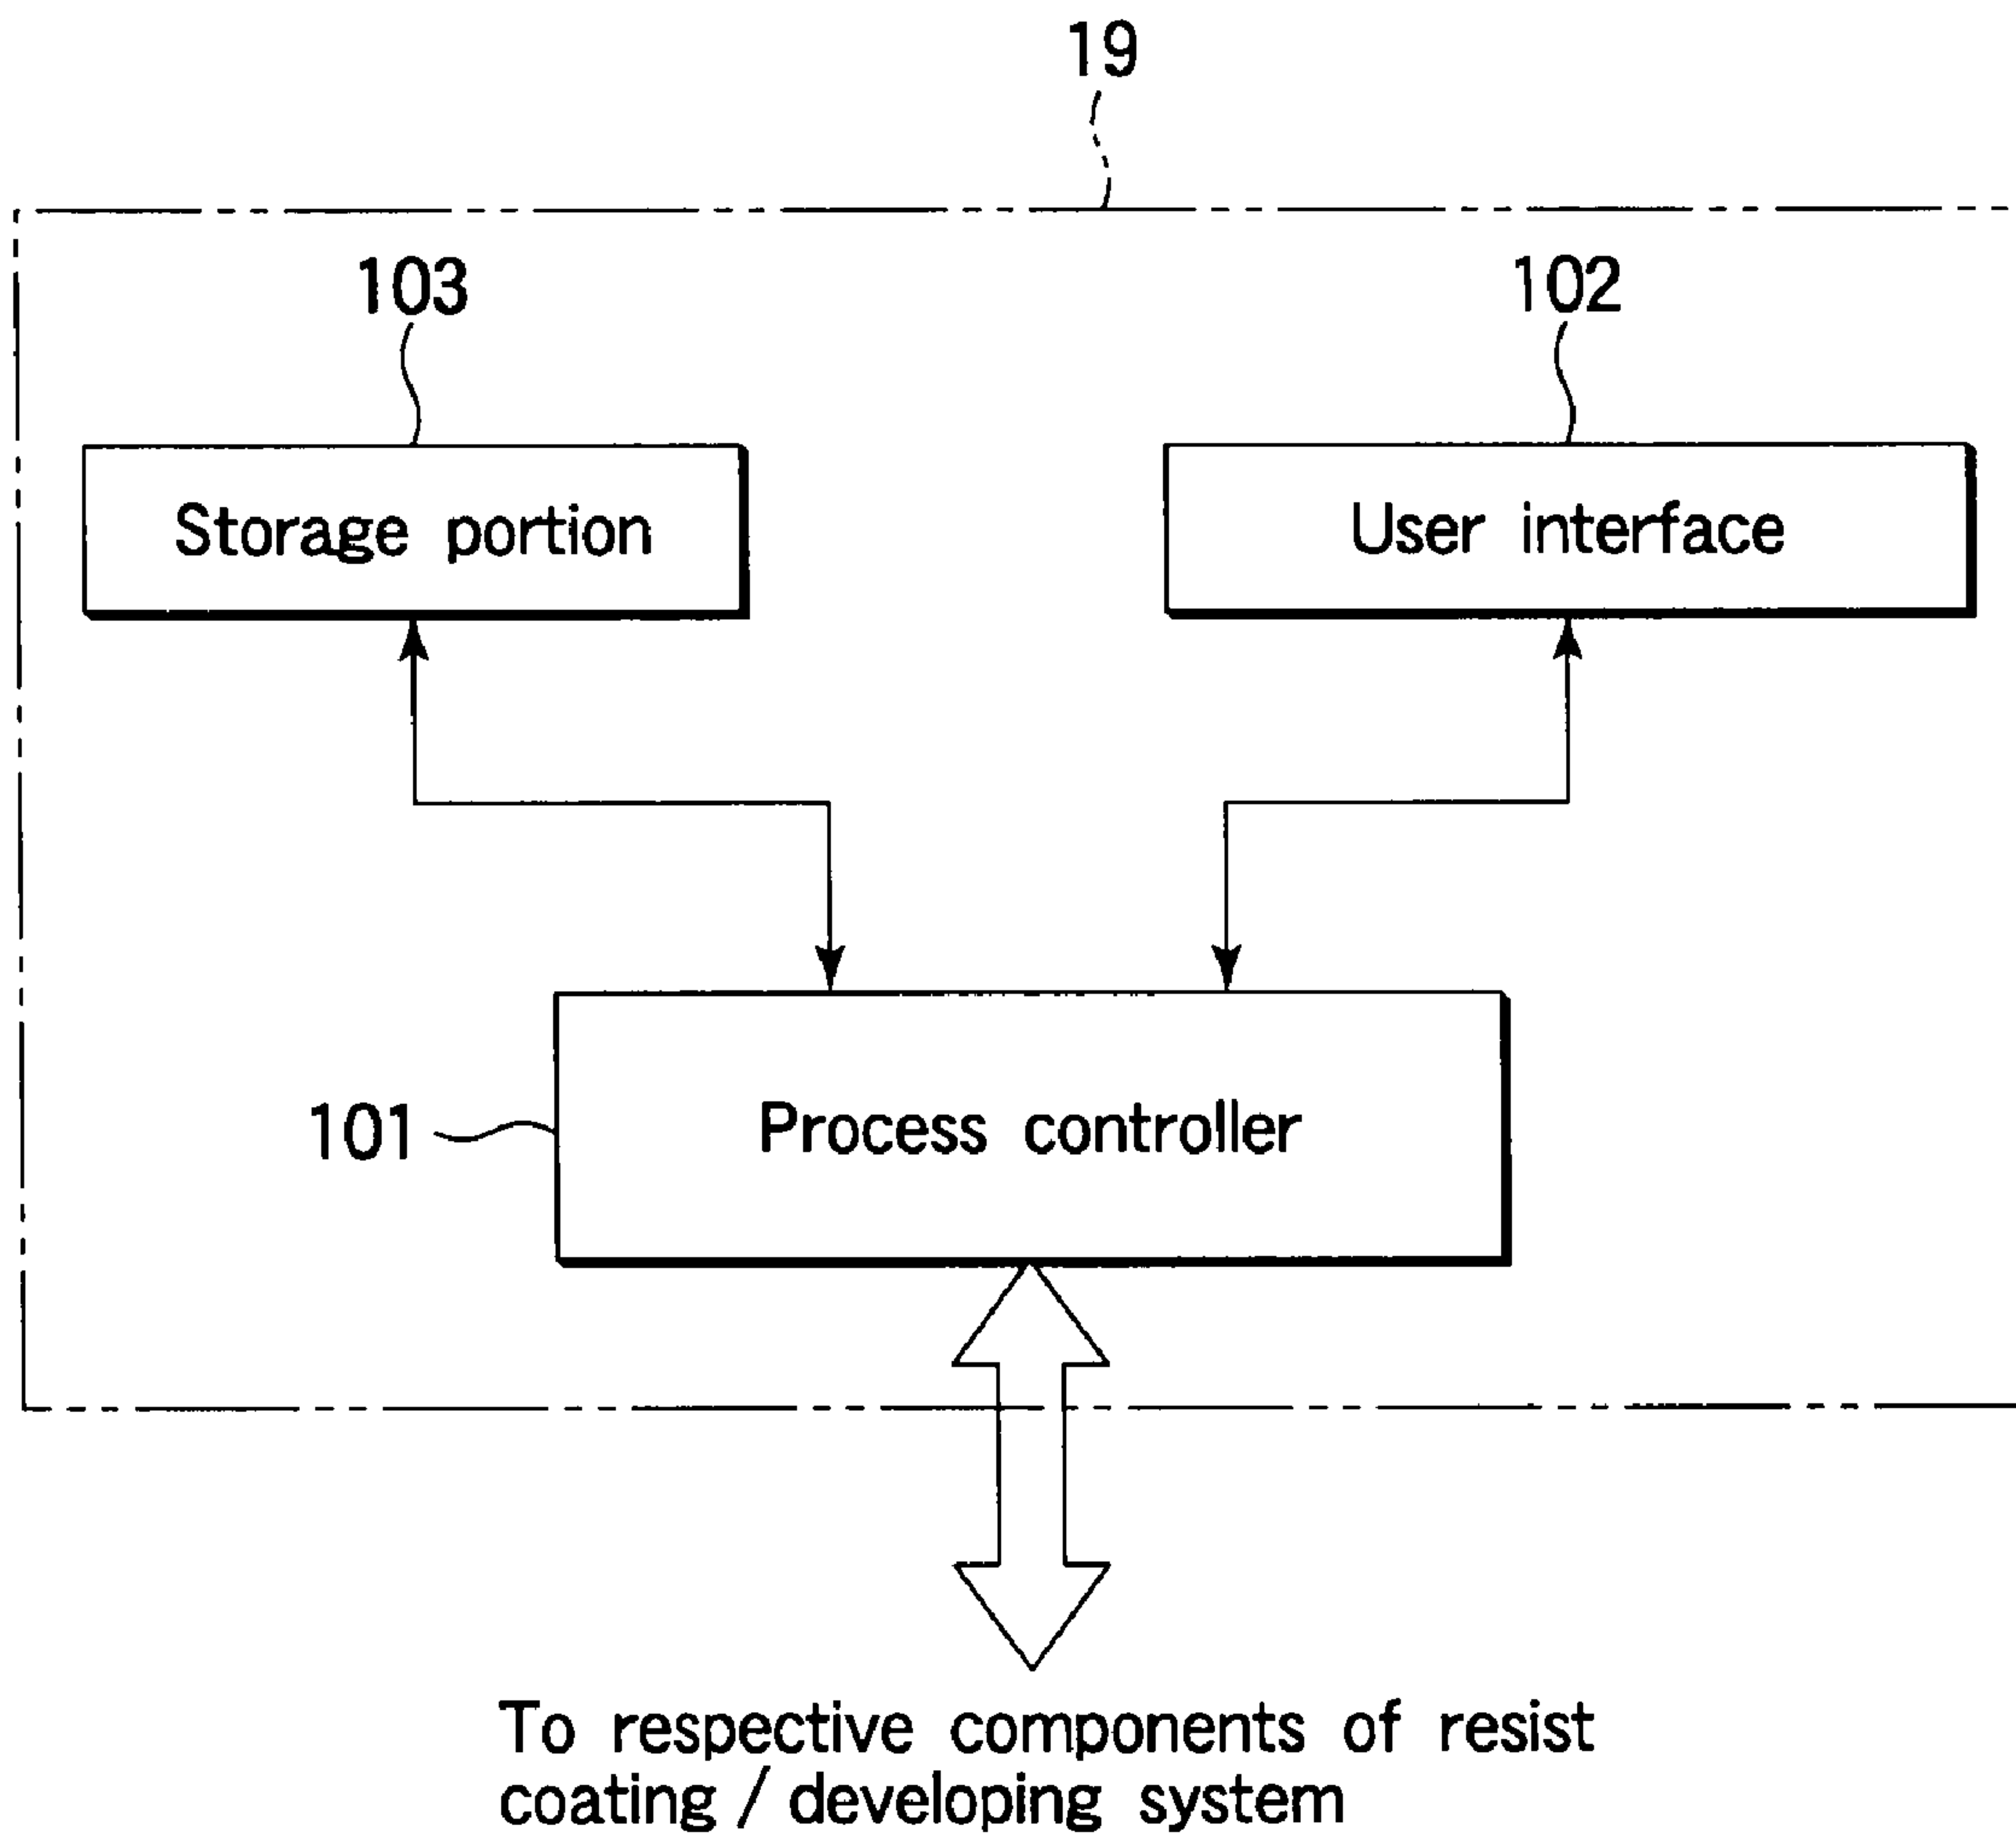 19
103
102
Storage portion
User interface
101
Process controller
To respective components of resist
coating / developing system